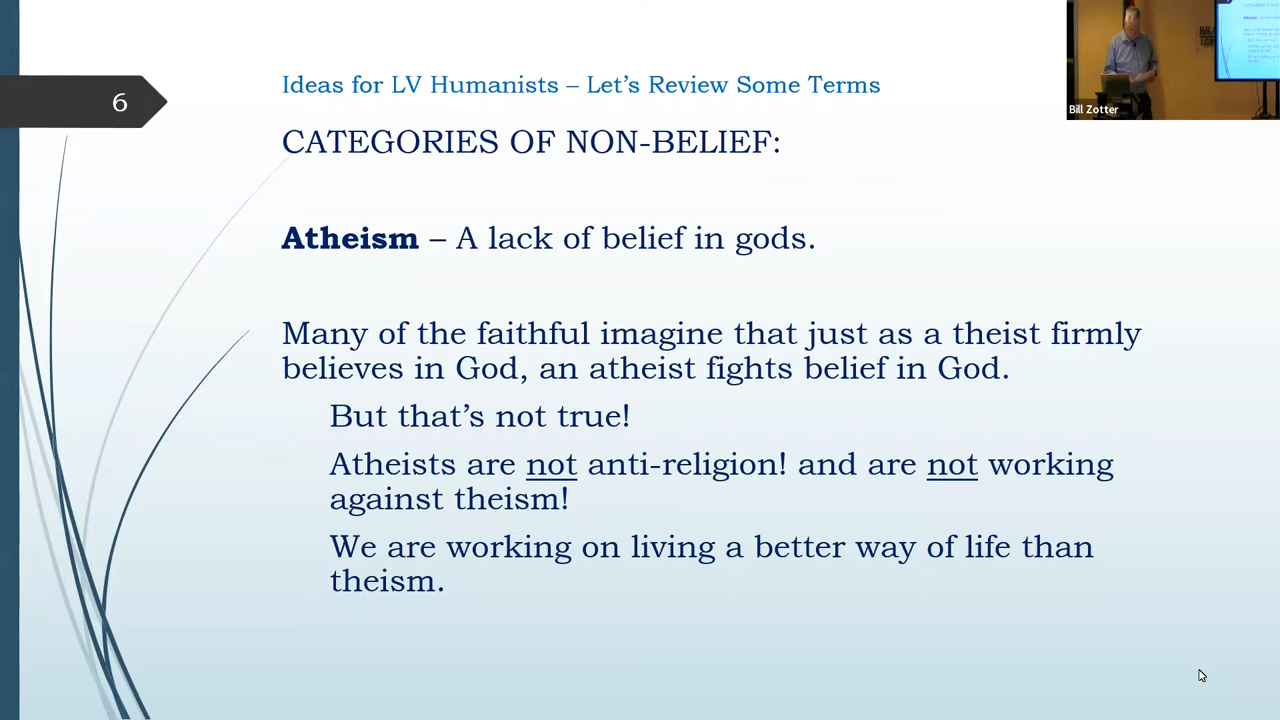 6
Ideas for LV Humanists – Let's Review Some Terms
CATEGORIES OF NON-BELIEF:
Atheism – A lack of belief in gods.
Many of the faithful imagine that just as a theist firmly
believes in God, an atheist fights belief in God.
But that's not true!
Atheists are not anti-religion! and are not working
against theism!
We are working on living a better way of life than
theism.
Bill Zotter